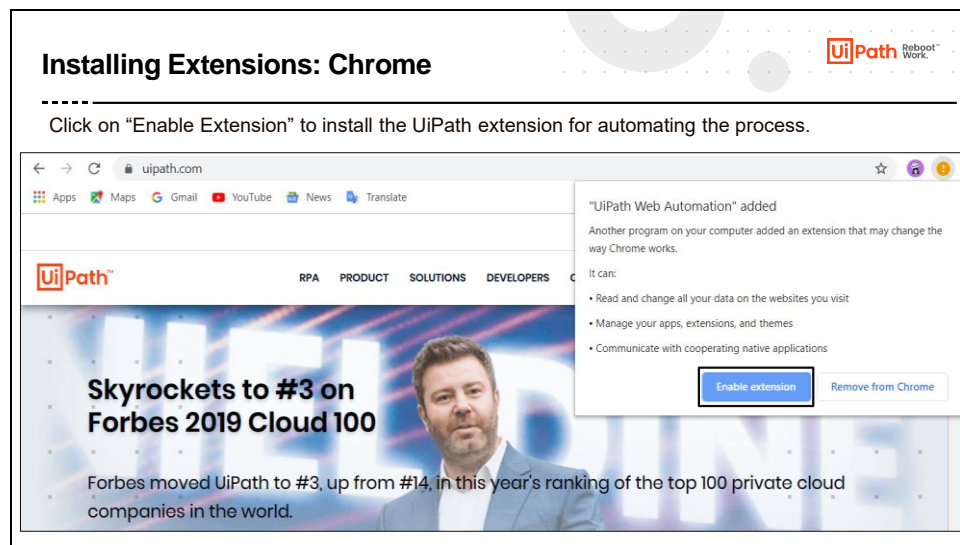 Installing Extensions: Chrome
UiPath™ Reboot™
Work.
Click on “Enable Extension” to install the UiPath extension for automating the process.
uipath.com
Apps Maps Gmail YouTube News Translate
"UiPath Web Automation" added
Another program on your computer added an extension that may change the
way Chrome works.
It can:
• Read and change all your data on the websites you visit
• Manage your apps, extensions, and themes
• Communicate with cooperating native applications
Enable extension Remove from Chrome
UiPath™ RPA PRODUCT SOLUTIONS DEVELOPERS
Skyrockets to #3 on
Forbes 2019 Cloud 100
Forbes moved UiPath to #3, up from #14, in this year's ranking of the top 100 private cloud
companies in the world.